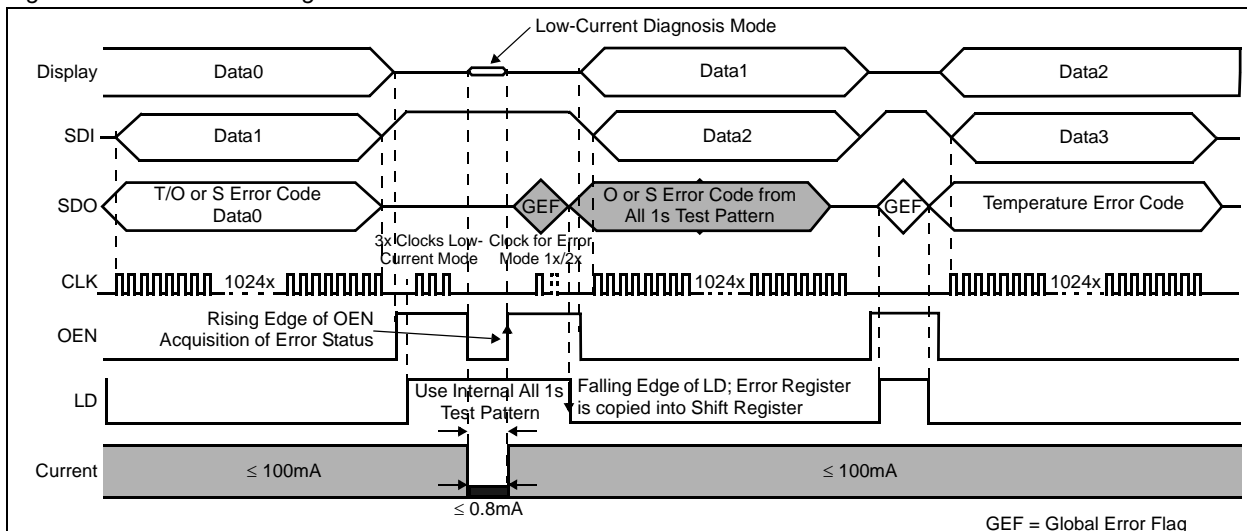 Low-Current Diagnosis Mode
Display
Data0
Data1
Data2
SDI
Data1
Data2
Data3
SDO
T/O or S Error Code
Data0
GEF
O or S Error Code from
All 1s Test Pattern
GEF
Temperature Error Code
3x Clocks Low-
Current Mode
Clock for Error
Mode 1x/2x
CLK
1024x
1024x
1024x
OEN
Rising Edge of OEN
Acquisition of Error Status
LD
Use Internal All 1s
Test Pattern
Falling Edge of LD; Error Register
is copied into Shift Register
Current
≤ 100mA
≤ 100mA
≤ 0.8mA
GEF = Global Error Flag